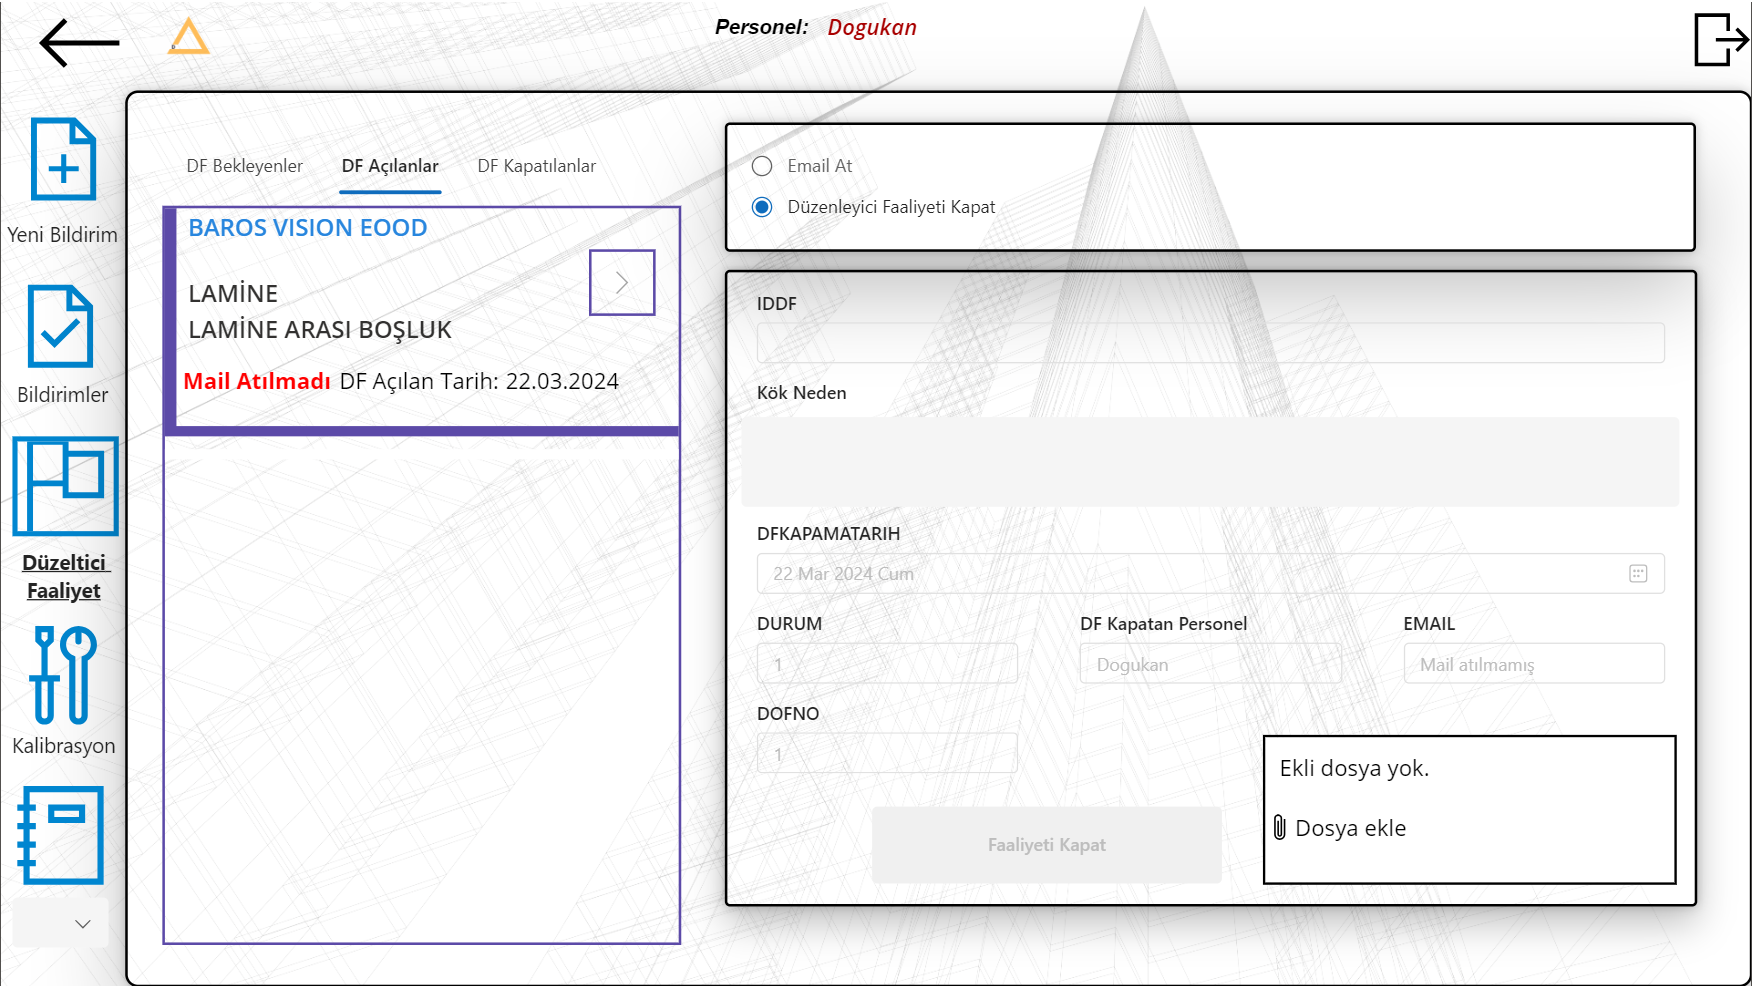 Personel: Dogukan
Yeni Bildirim
Bildirimler
Düzeltici
Faaliyet
Kalibrasyon
DF Bekleyenler
DF Açılanlar
DF Kapatılanlar
BAROS VISION EOOD
LAMİNE
LAMİNE ARASI BOŞLUK
Mail Atılmadı DF Açılan Tarih: 22.03.2024
Email At
Düzenleyici Faaliyeti Kapat
IDDF
Kök Neden
DFKAPAMATARIH
22 Mar 2024 Cum
DURUM
DF Kapatan Personel
EMAIL
1
Dogukan
Mail atılmamış
DOFNO
1
Faaliyeti Kapat
Ekli dosya yok.
Dosya ekle